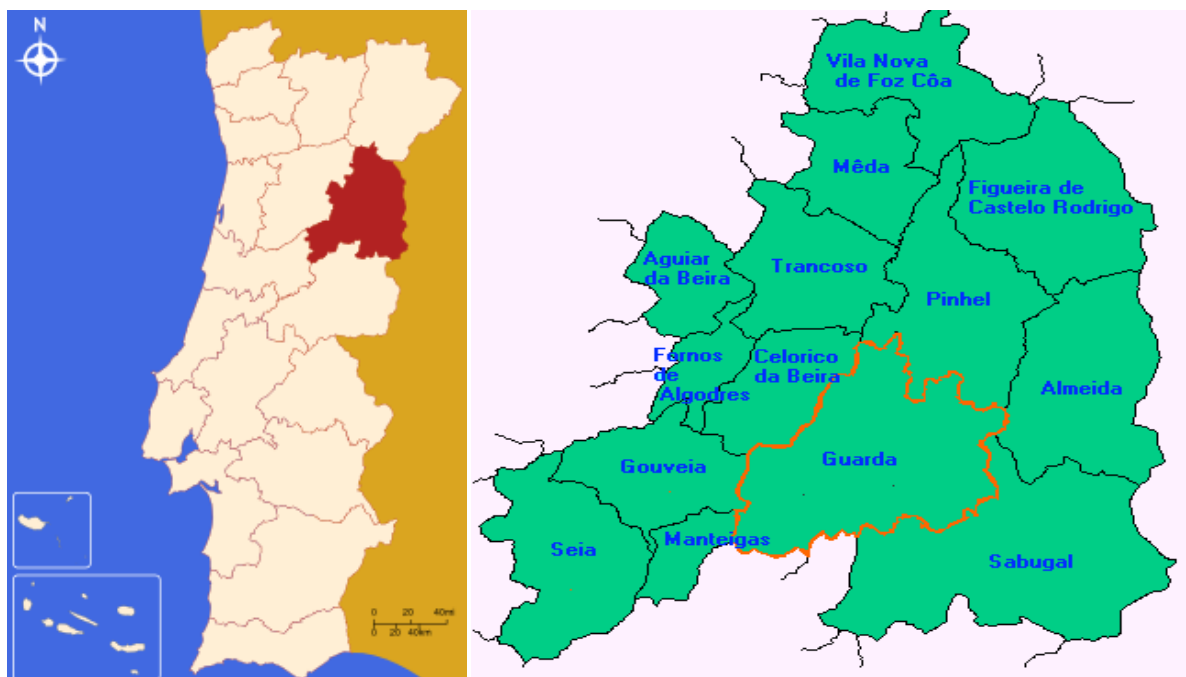 N
0 20 40mi
0 20 40km
Vila Nova
de Foz Côa
Mêda
Figueira de
Castelo Rodrigo
Aguiar
da Beira
Trancoso
Pinhel
Fornos
de
Algodres
Celorico
da Beira
Almeida
Gouveia
Guarda
Seia
Manteigas
Sabugal